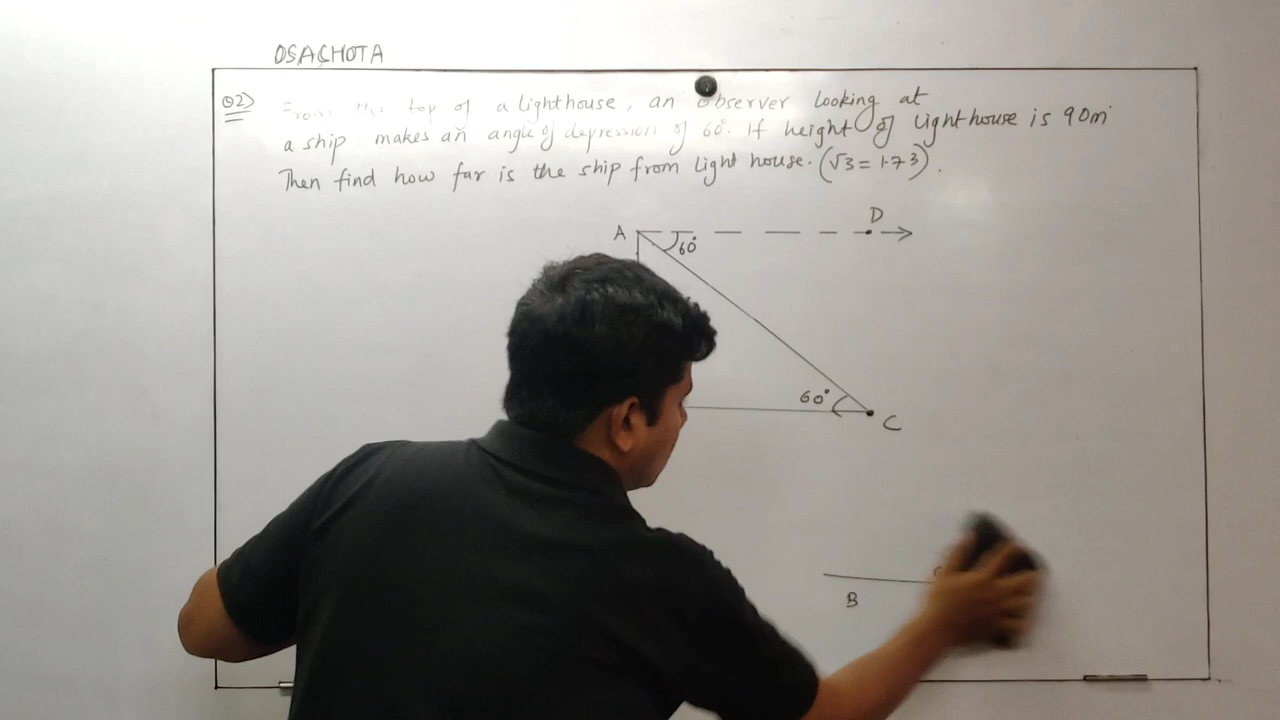 OSACHOTA
Q2) From the top of a lighthouse, an Observer looking at
a ship makes an angle of depression of 60°. If height of lighthouse is 90m
Then find how far is the ship from light house. (√3 = 1.73).
A
60°
D
60°
C
B